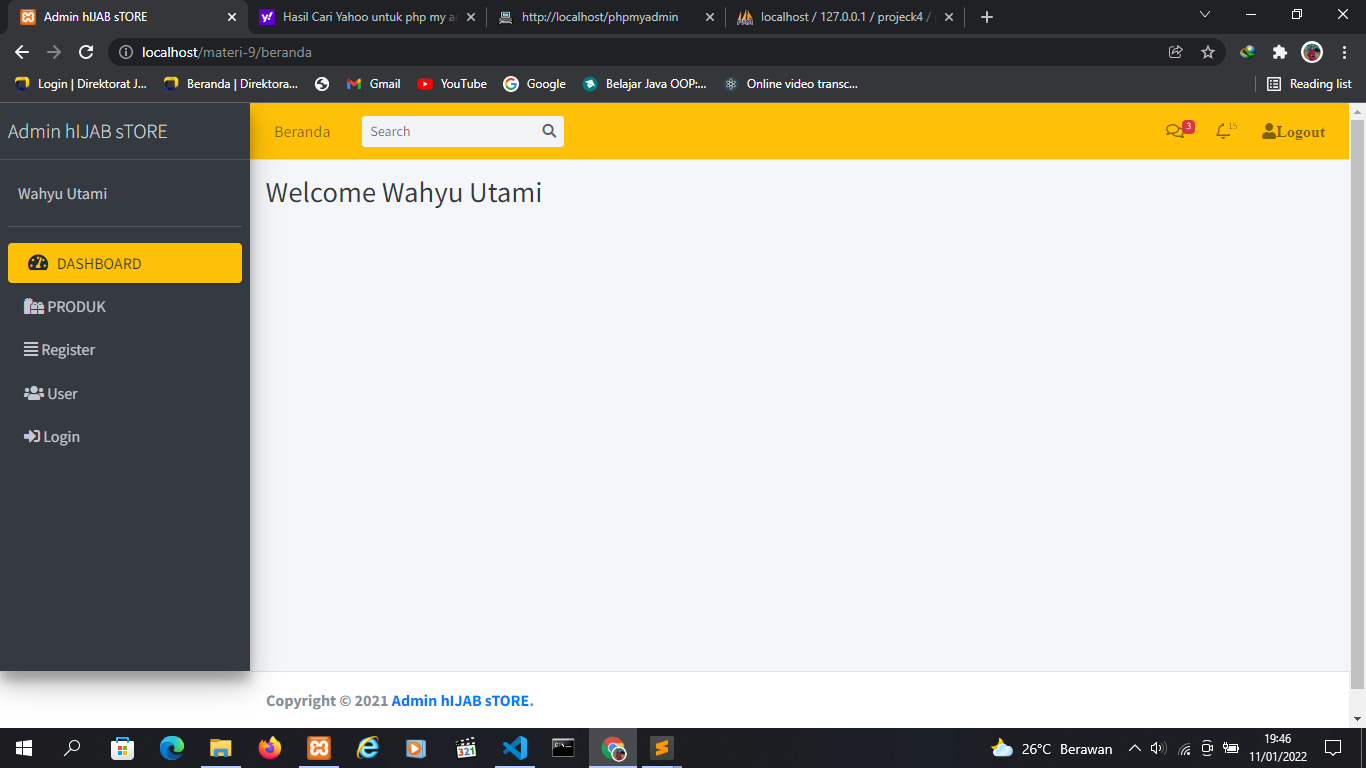 Admin hIJAB sTORE
Hasil Cari Yahoo untuk php my a
http://localhost/phpmyadmin
localhost / 127.0.0.1 / projeck4 /
localhost/materi-9/beranda
Login | Direktorat J...
Beranda | Direktora...
Gmail
YouTube
Google
Belajar Java OOP:...
Online video transc...
Reading list
Admin hIJAB sTORE
Beranda
Search
3
15
Logout
Wahyu Utami
Welcome Wahyu Utami
DASHBOARD
PRODUK
Register
User
Login
Copyright © 2021 Admin hIJAB sTORE.
321
26°C Berawan
19:46
11/01/2022